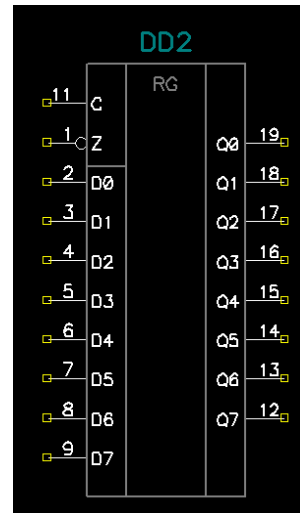 DD2
RG
11 C
1 Z Q0 19
2 D0 Q1 18
3 D1 Q2 17
4 D2 Q3 16
5 D3 Q4 15
6 D4 Q5 14
7 D5 Q6 13
8 D6 Q7 12
9 D7